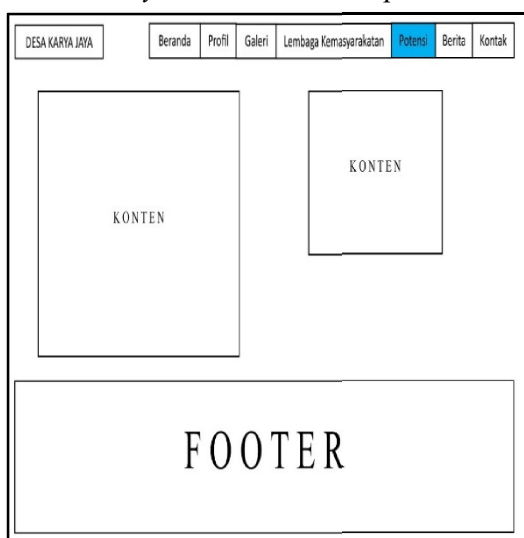 DESA KARYA JAYA
Beranda Profil Galeri Lembaga Kemasyarakatan Potensi Berita Kontak
KONTEN
KONTEN
FOOTER